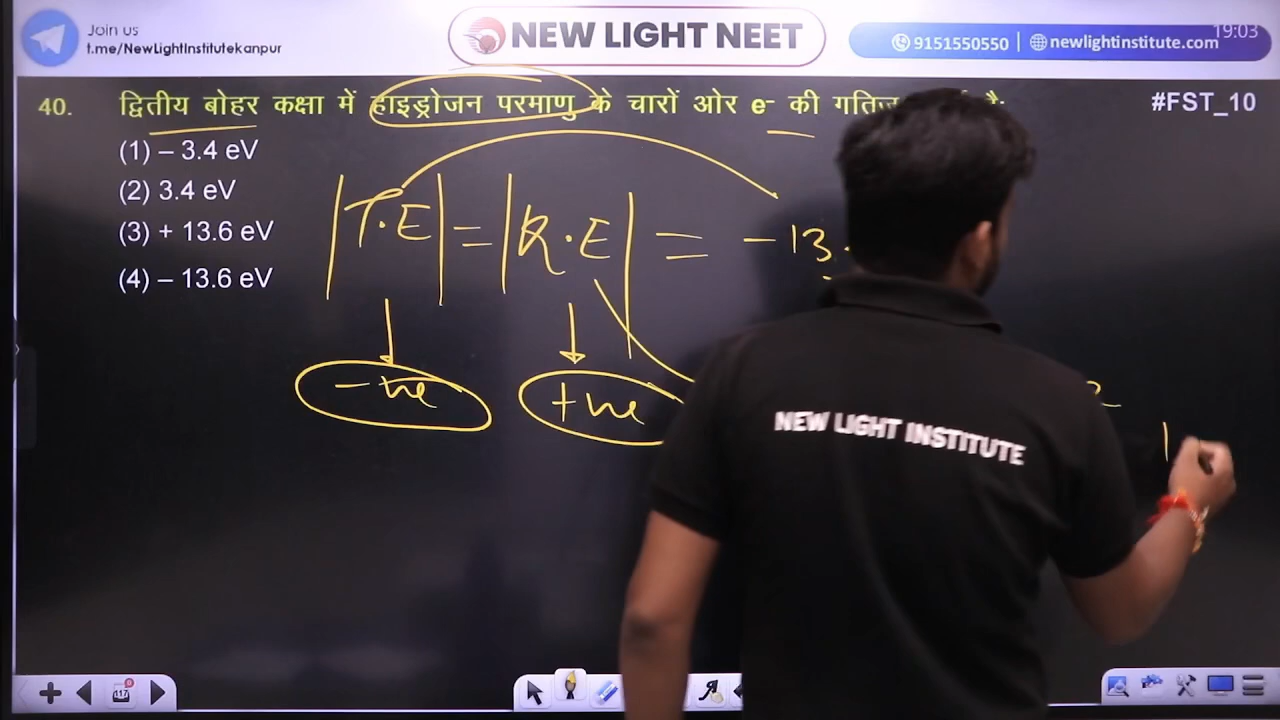 Join us
t.me/NewLightInstitutekanpur
NEW LIGHT NEET
9151550550 | newlightinstitute.com
19:03
40. द्वितीय बोहर कक्षा में हाइड्रोजन परमाणु के चारों ओर e⁻ की
#FST_10
(1) – 3.4 eV
(2) 3.4 eV
(3) + 13.6 eV
(4) – 13.6 eV
|T.E| = |K.E| = -13.
-ve +ve
2
NEW LIGHT INSTITUTE
117